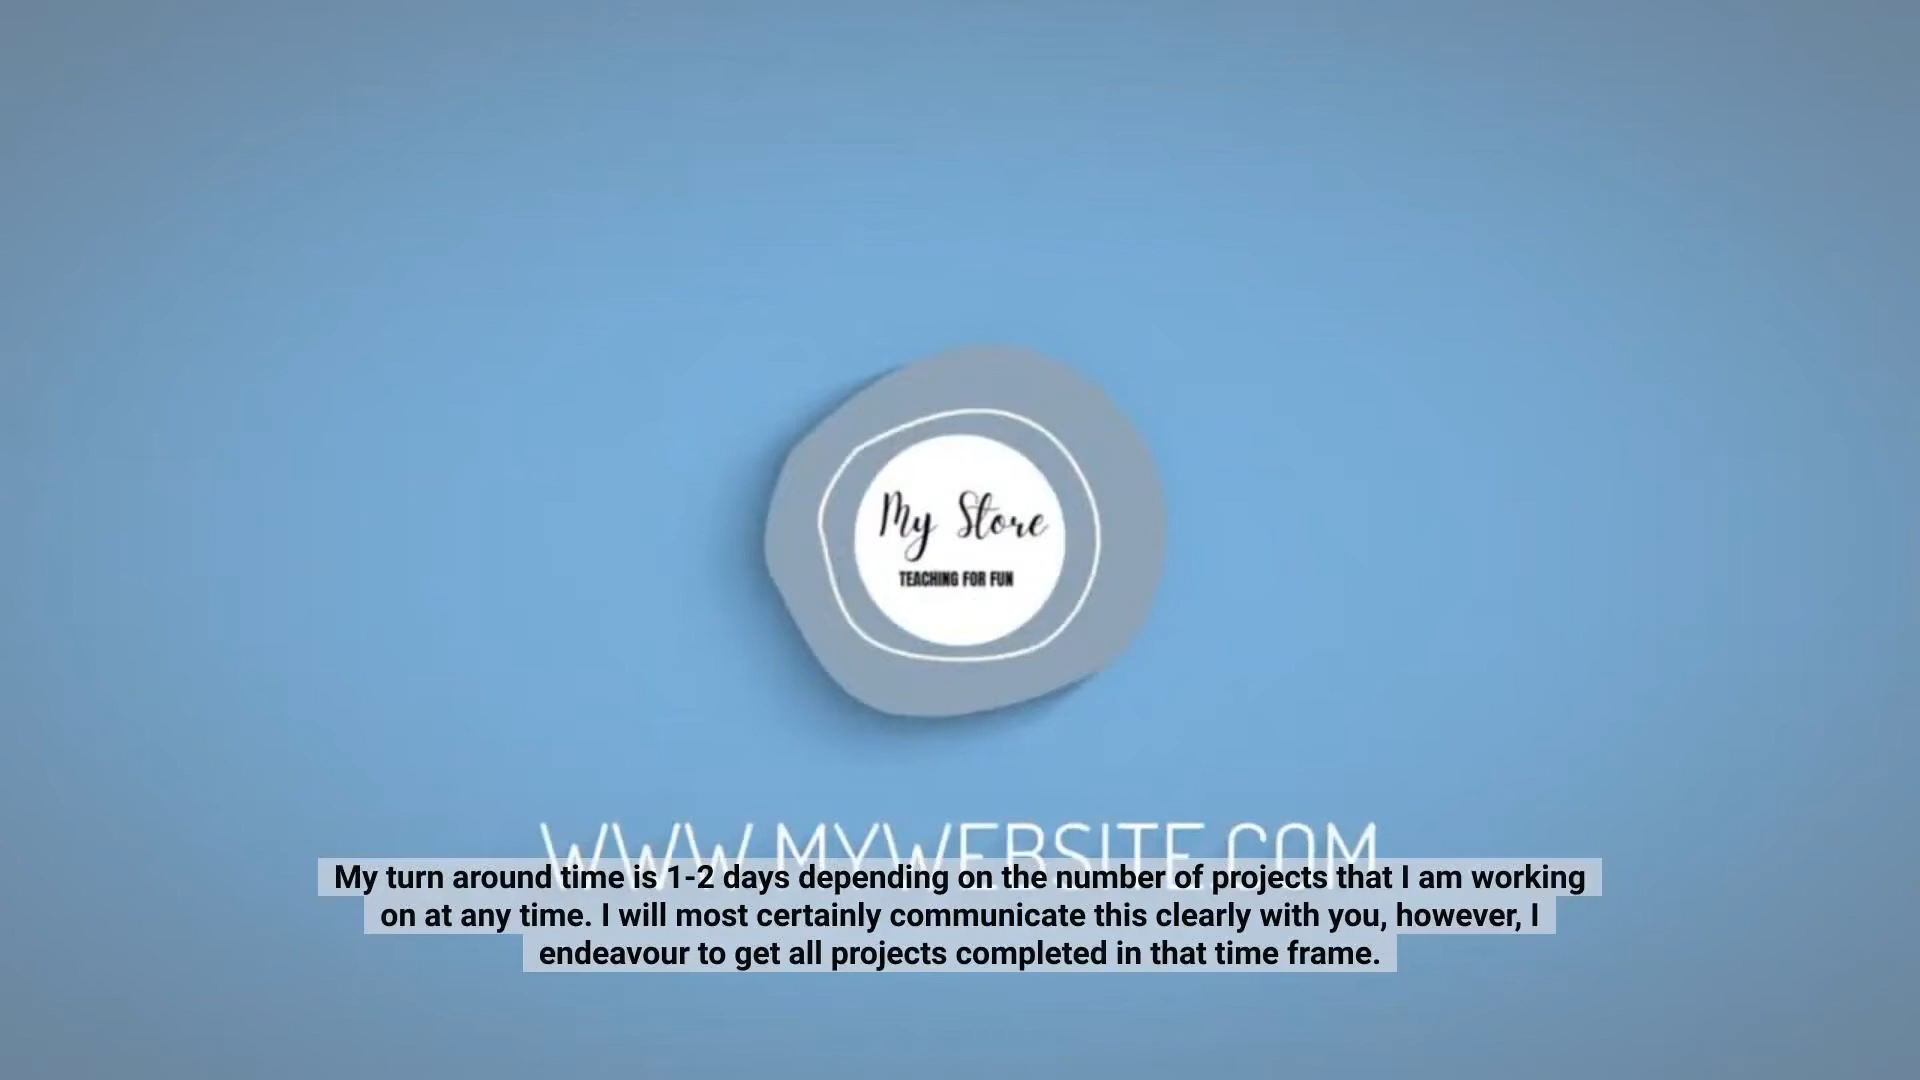 My Store
TEACHING FOR FUN
WWW.MYWEBSITE.COM
My turn around time is 1-2 days depending on the number of projects that I am working
on at any time. I will most certainly communicate this clearly with you, however, I
endeavour to get all projects completed in that time frame.